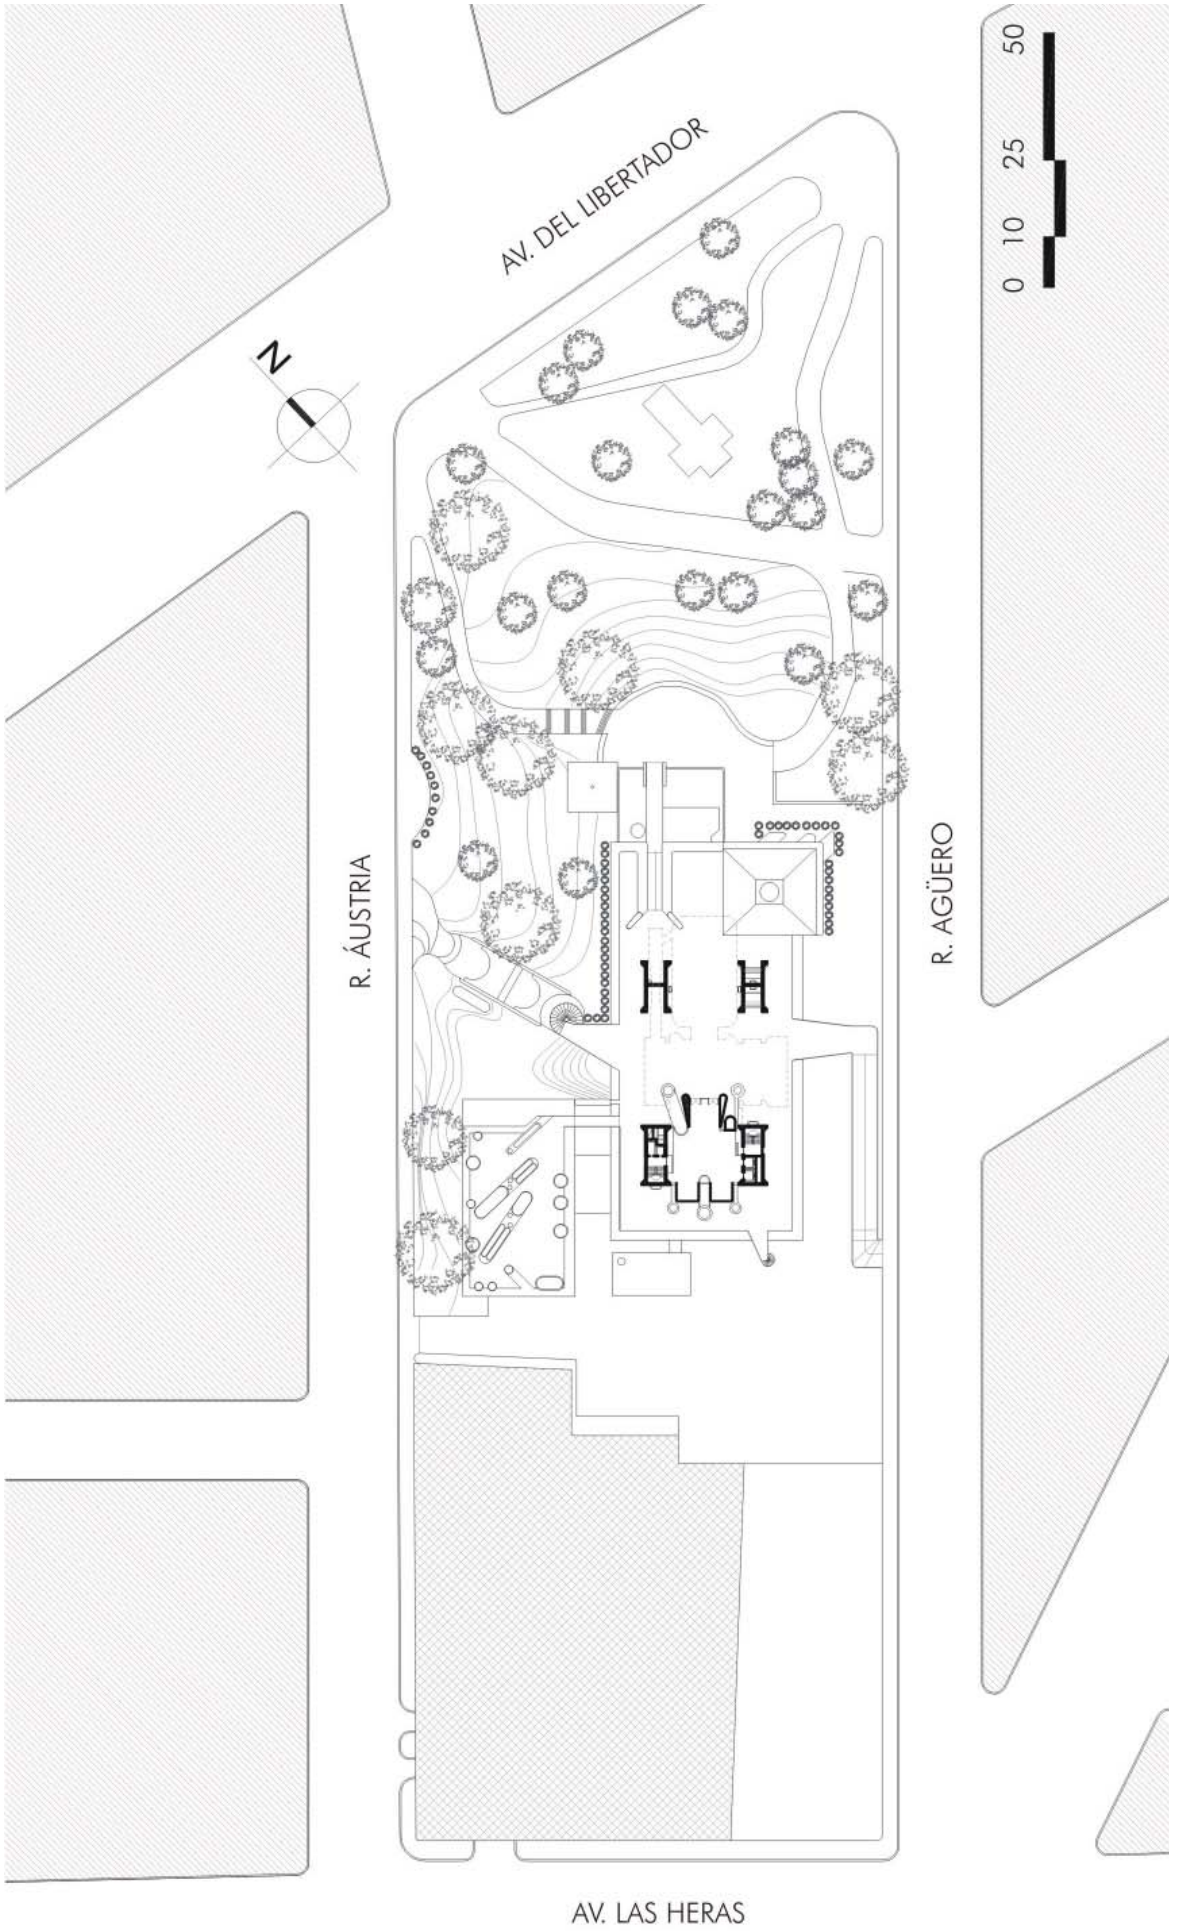 50
25
10
0
AV. DEL LIBERTADOR
N
R. ÁUSTRIA
R. AGÜERO
AV. LAS HERAS